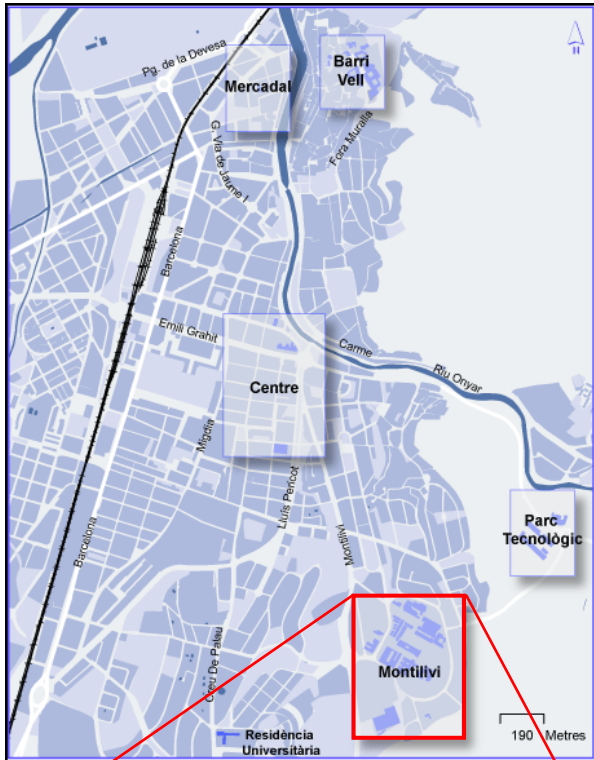 Pg. de la Devesa
N
Mercadal
Barri
Vell
Fora Muralla
G. Via de Jaume I
Barcelona
Emili Grahit
Carme
Riu Onyar
Centre
Migdia
Lluís Pericot
Montilivi
Parc
Tecnològic
Barcelona
Creu De Palau
Montilivi
190 Metres
Residència
Universitària